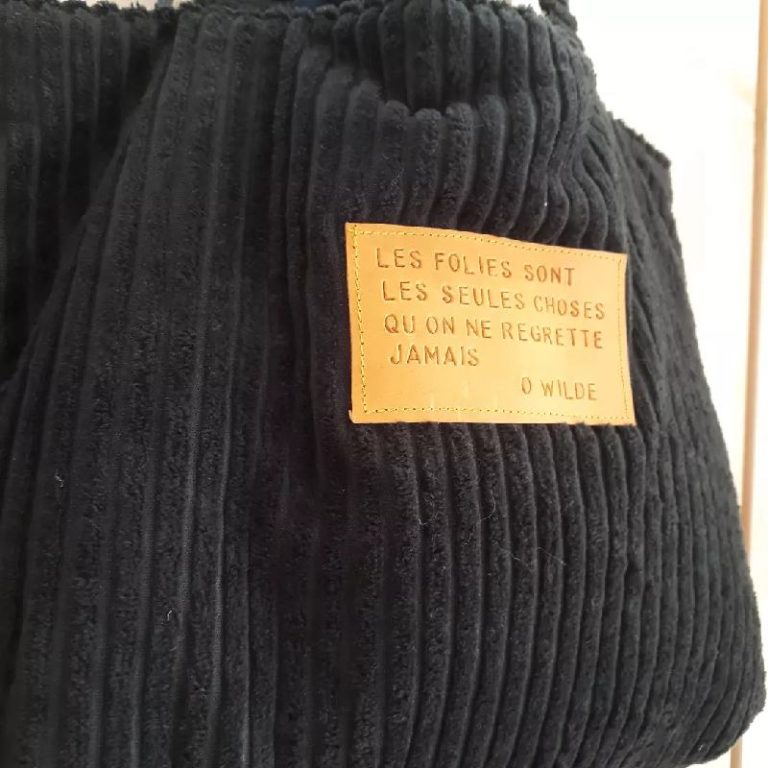 LES FOLIES SONT
LES SEULES CHOSES
QU ON NE REGRETTE
JAMAIS
O WILDE